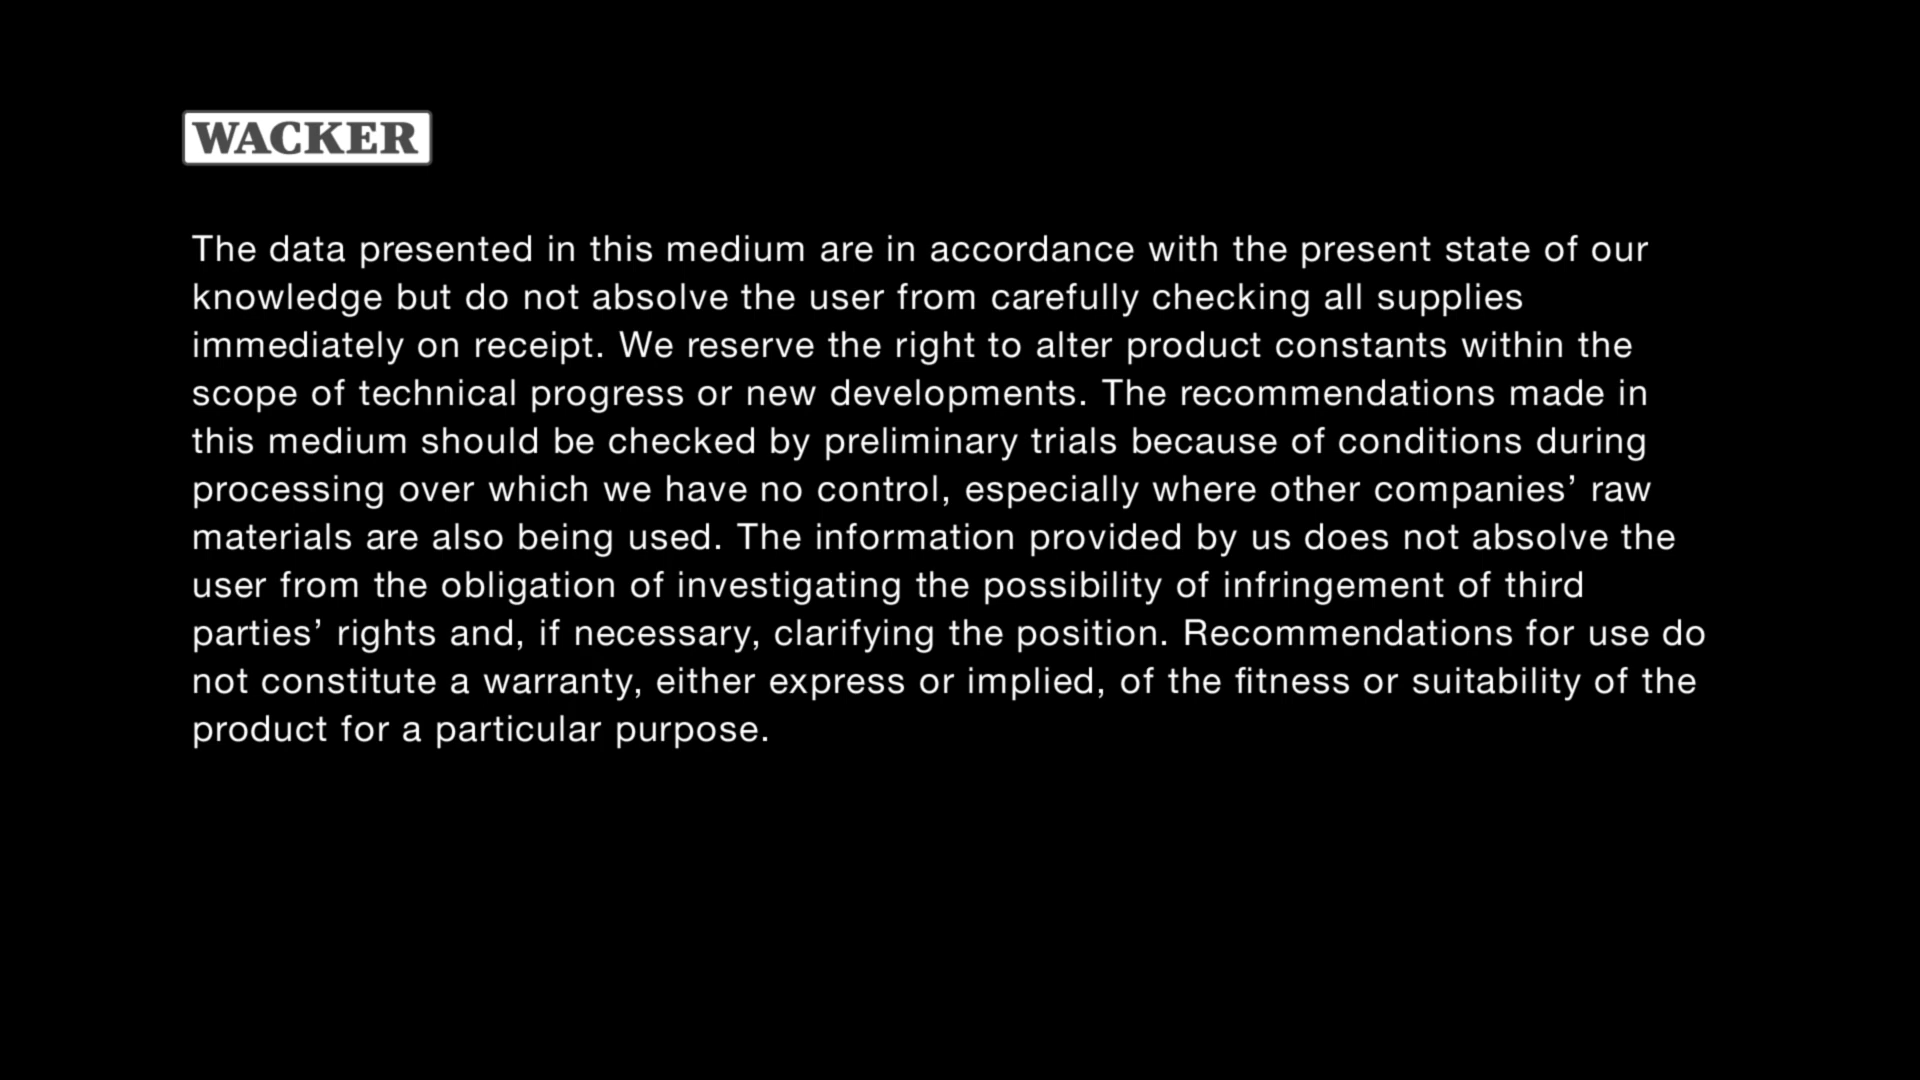 WACKER
The data presented in this medium are in accordance with the present state of our
knowledge but do not absolve the user from carefully checking all supplies
immediately on receipt. We reserve the right to alter product constants within the
scope of technical progress or new developments. The recommendations made in
this medium should be checked by preliminary trials because of conditions during
processing over which we have no control, especially where other companies’ raw
materials are also being used. The information provided by us does not absolve the
user from the obligation of investigating the possibility of infringement of third
parties’ rights and, if necessary, clarifying the position. Recommendations for use do
not constitute a warranty, either express or implied, of the fitness or suitability of the
product for a particular purpose.